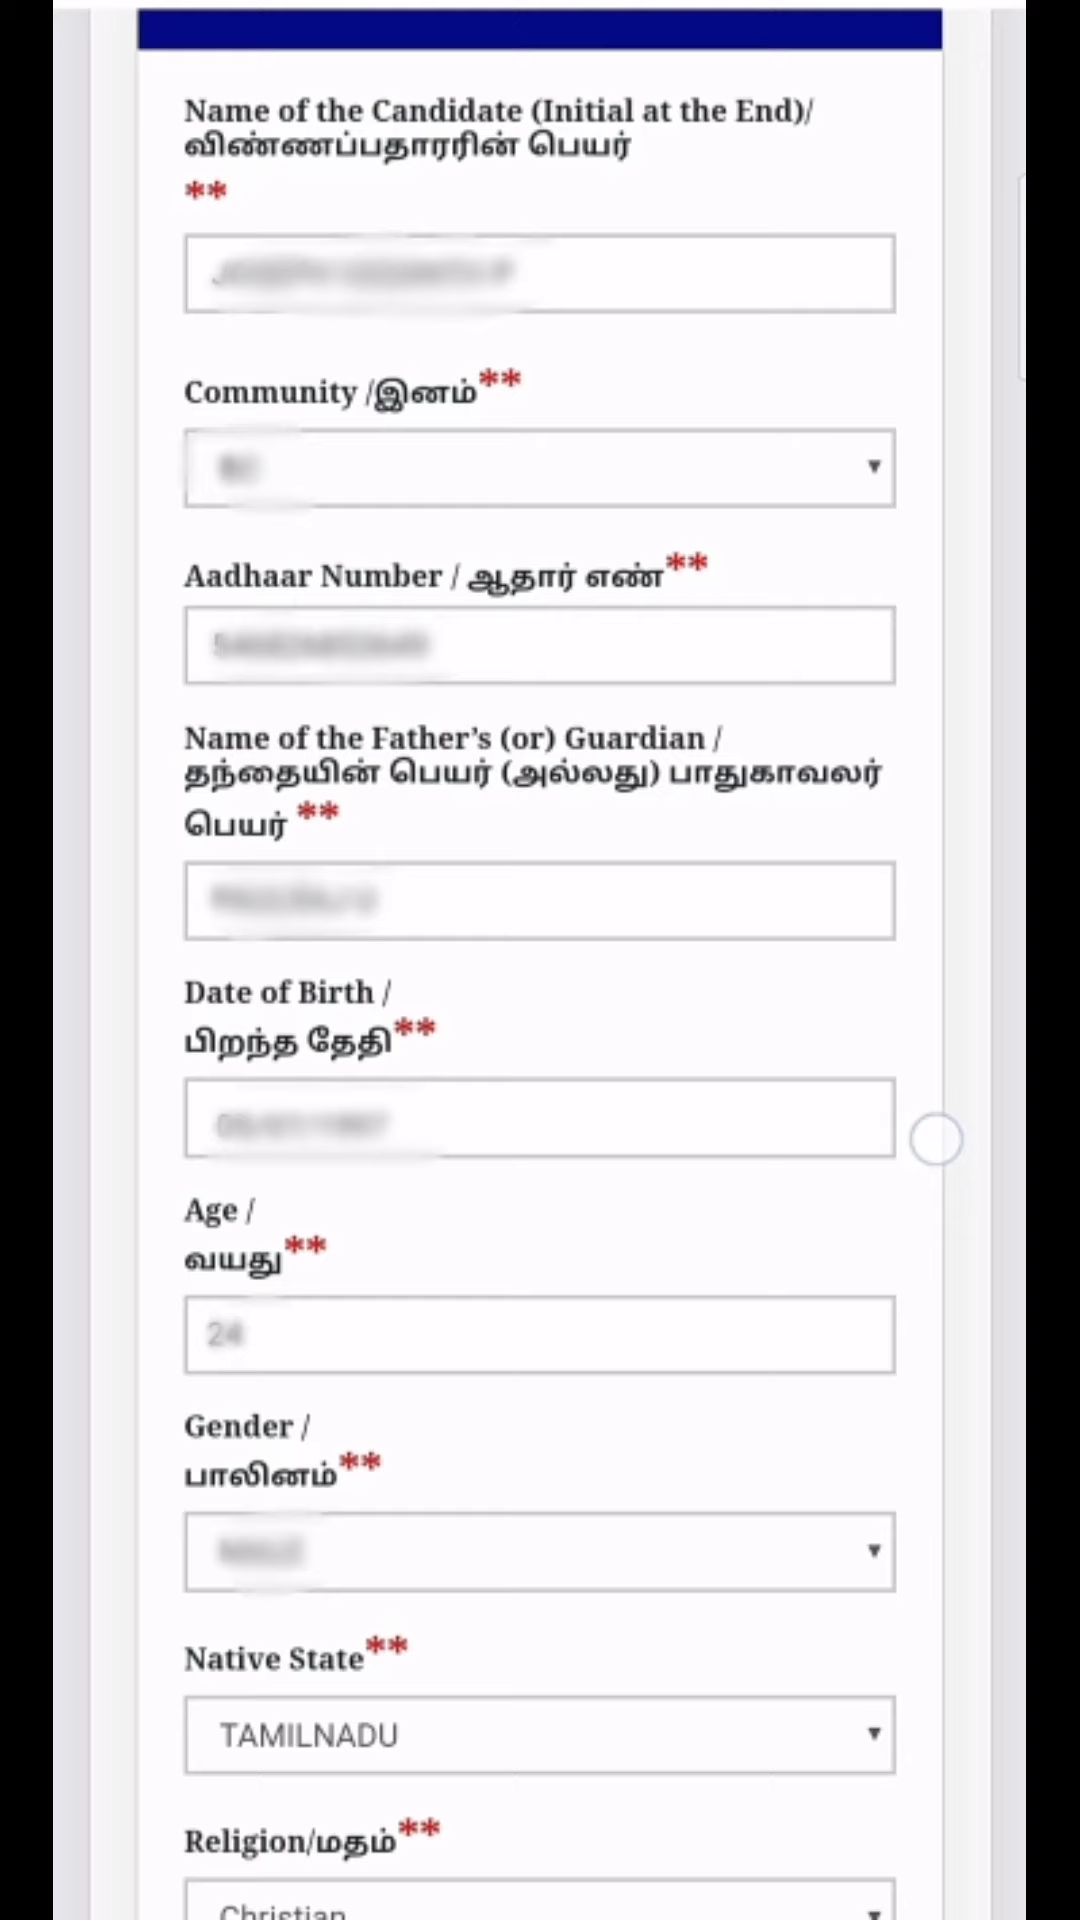 Name of the Candidate (Initial at the End)/
விண்ணப்பதாரரின் பெயர்
**
Community /இனம்**
Aadhaar Number / ஆதார் எண்**
Name of the Father's (or) Guardian /
தந்தையின் பெயர் (அல்லது) பாதுகாவலர்
பெயர் **
Date of Birth /
பிறந்த தேதி**
Age /
வயது**
24
Gender /
பாலினம்**
Native State**
TAMILNADU
Religion/மதம்**
Christian